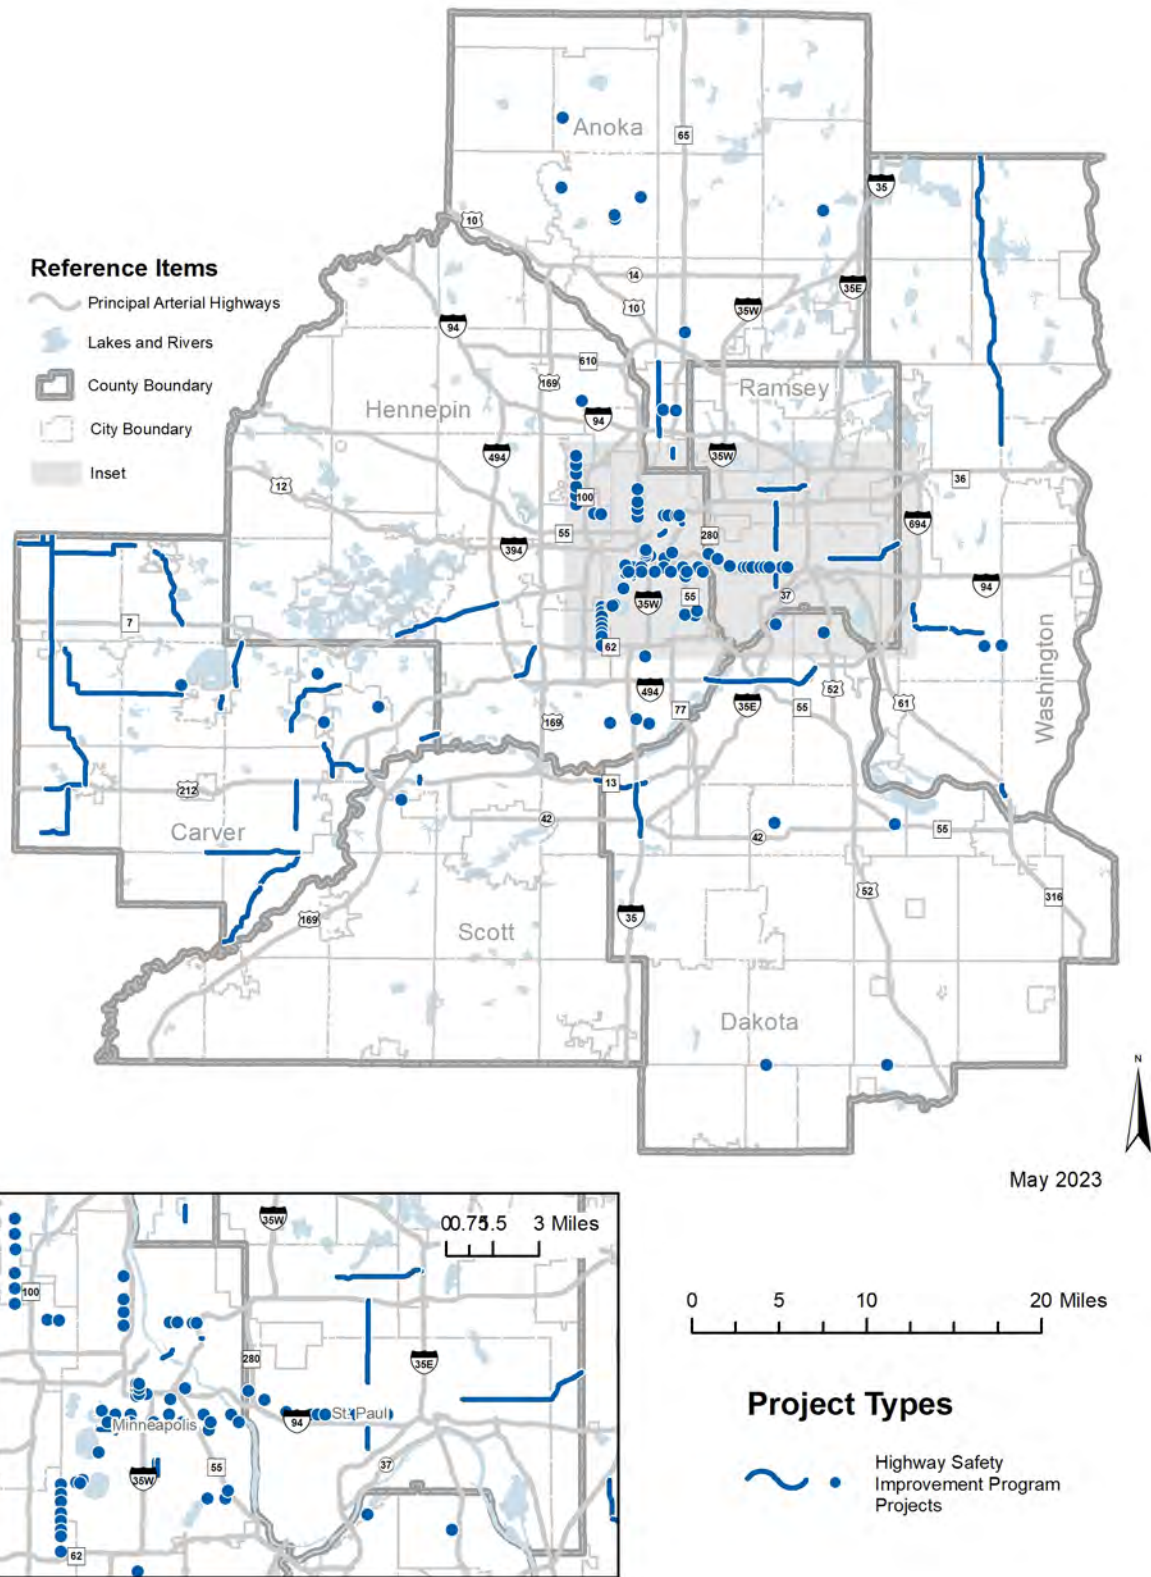 Anoka
65
35
10
Reference Items
Principal Arterial Highways
Lakes and Rivers
County Boundary
City Boundary
Inset
14
35E
10
35W
94
610
169
Ramsey
Hennepin
94
494
35W
12
100
36
55
280
694
394
94
7
35W
55
37
62
494
52
77
35E
55
61
169
Washington
212
13
Carver
42
42
55
52
316
169
35
Scott
Dakota
N
May 2023
35W
00.751.5 3 Miles
100
280
35E
Minneapolis
94
St. Paul
35W
55
37
62
0 5 10 20 Miles
Project Types
Highway Safety
Improvement Program
Projects